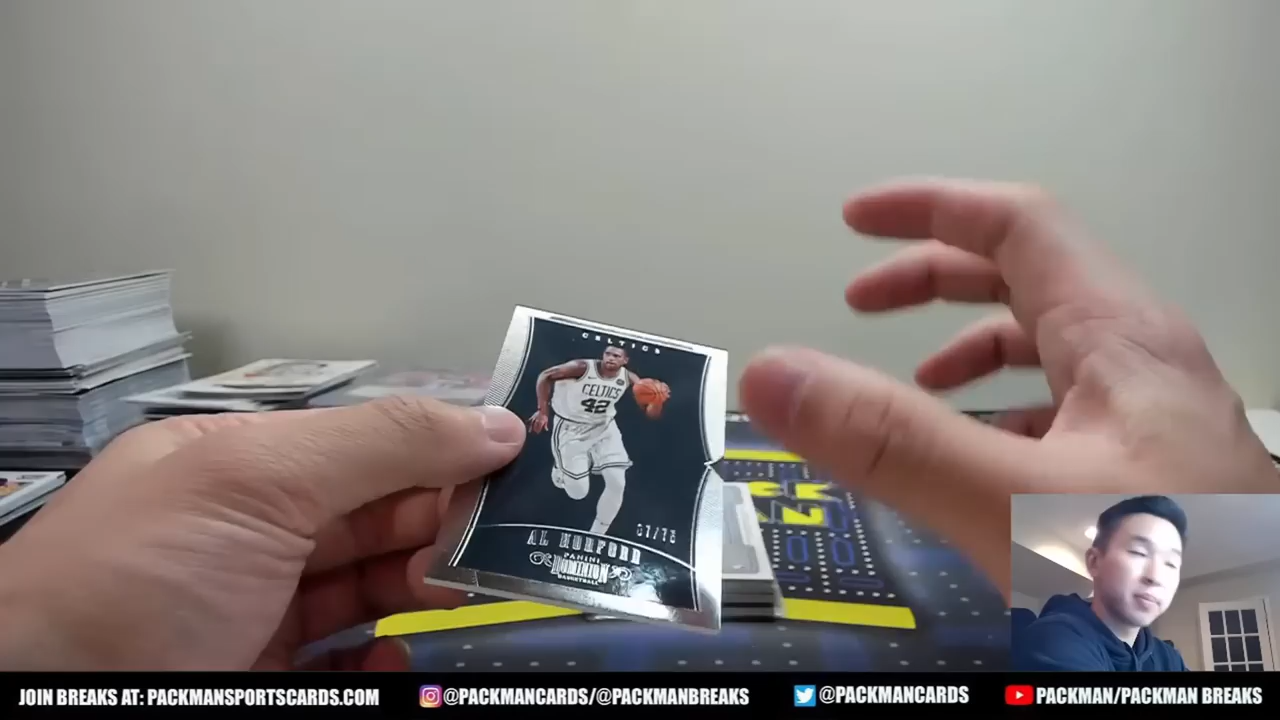 CELTICS
CELTICS
42
37/75
AL HORFORD
PANINI
DOMINION
BASKETBALL
JOIN BREAKS AT: PACKMANSPORTSCARDS.COM
@PACKMANCARDS/@PACKMANBREAKS
@PACKMANCARDS
PACKMAN/PACKMAN BREAKS